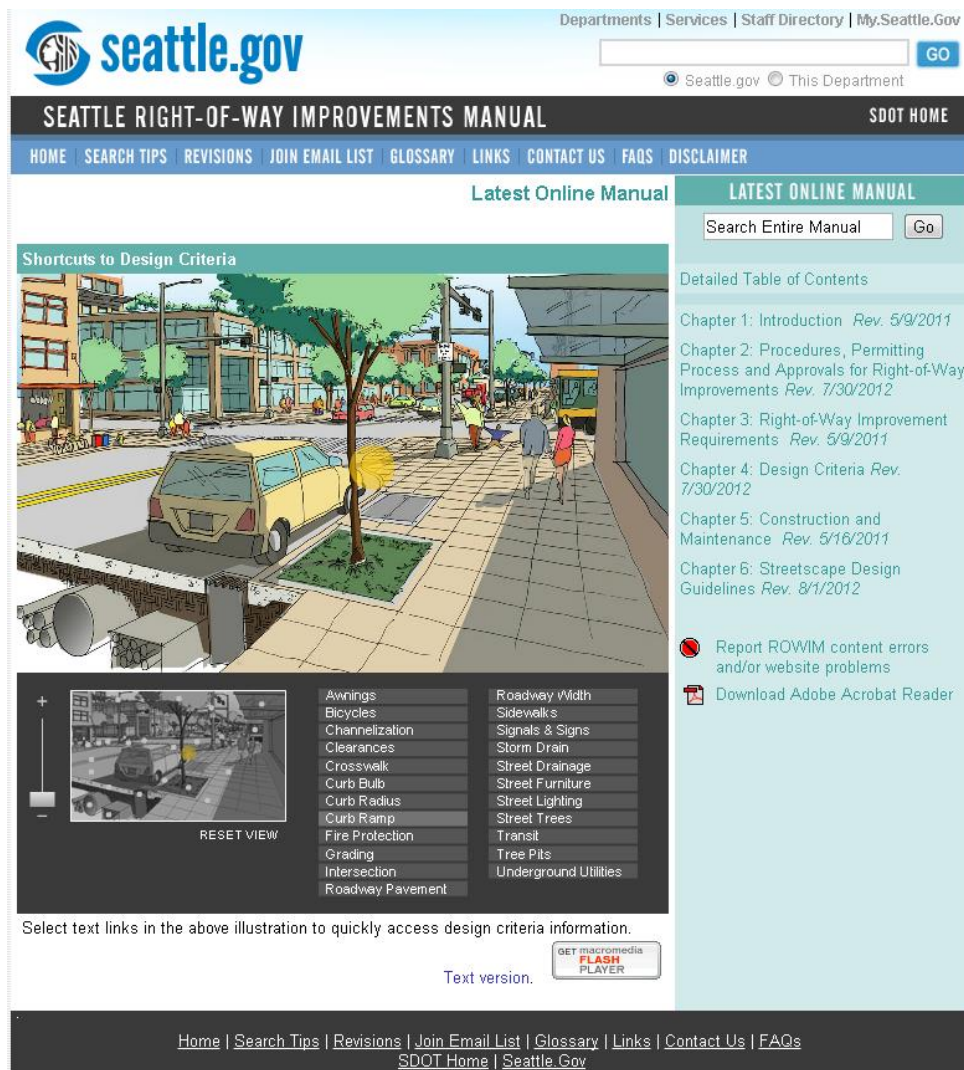 Departments | Services | Staff Directory | My.Seattle.Gov
seattle.gov
GO
Seattle.gov This Department
SEATTLE RIGHT-OF-WAY IMPROVEMENTS MANUAL
SDOT HOME
HOME | SEARCH TIPS | REVISIONS | JOIN EMAIL LIST | GLOSSARY | LINKS | CONTACT US | FAQS | DISCLAIMER
Latest Online Manual
Shortcuts to Design Criteria
+
-
RESET VIEW
Awnings
Bicycles
Channelization
Clearances
Crosswalk
Curb Bulb
Curb Radius
Curb Ramp
Fire Protection
Grading
Intersection
Roadway Pavement
Roadway Width
Sidewalks
Signals & Signs
Storm Drain
Street Drainage
Street Furniture
Street Lighting
Street Trees
Transit
Tree Pits
Underground Utilities
Select text links in the above illustration to quickly access design criteria information.
Text version.
GET macromedia
FLASH
PLAYER
LATEST ONLINE MANUAL
Search Entire Manual
Go
Detailed Table of Contents
Chapter 1: Introduction Rev. 5/9/2011
Chapter 2: Procedures, Permitting
Process and Approvals for Right-of-Way
Improvements Rev. 7/30/2012
Chapter 3: Right-of-Way Improvement
Requirements Rev. 5/9/2011
Chapter 4: Design Criteria Rev.
7/30/2012
Chapter 5: Construction and
Maintenance Rev. 5/16/2011
Chapter 6: Streetscape Design
Guidelines Rev. 8/1/2012
Report ROWIM content errors
and/or website problems
Download Adobe Acrobat Reader
Home | Search Tips | Revisions | Join Email List | Glossary | Links | Contact Us | FAQs
SDOT Home | Seattle.Gov